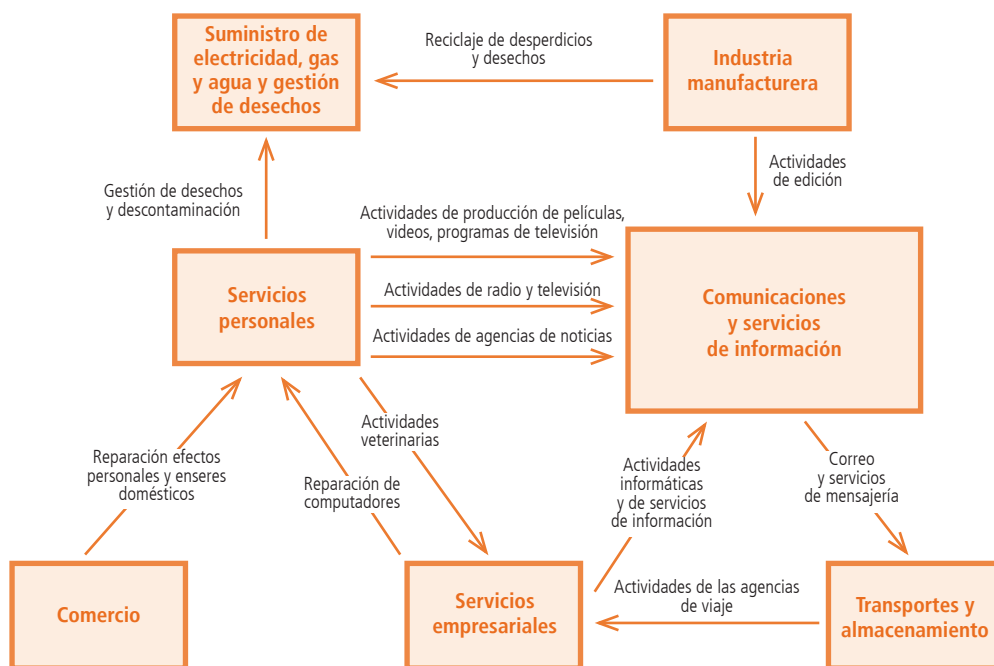 Suministro de
electricidad, gas
y agua y gestión
de desechos
Reciclaje de desperdicios
y desechos
Industria
manufacturera
Gestión de desechos
y descontaminación
Actividades
de edición
Actividades de producción de películas,
videos, programas de televisión
Servicios
personales
Actividades de radio y televisión
Actividades de agencias de noticias
Comunicaciones
y servicios
de información
Reparación efectos
personales y enseres
domésticos
Actividades
veterinarias
Reparación de
computadores
Actividades
informáticas
y de servicios
de información
Correo
y servicios
de mensajería
Comercio
Servicios
empresariales
Actividades de las agencias
de viaje
Transportes y
almacenamiento